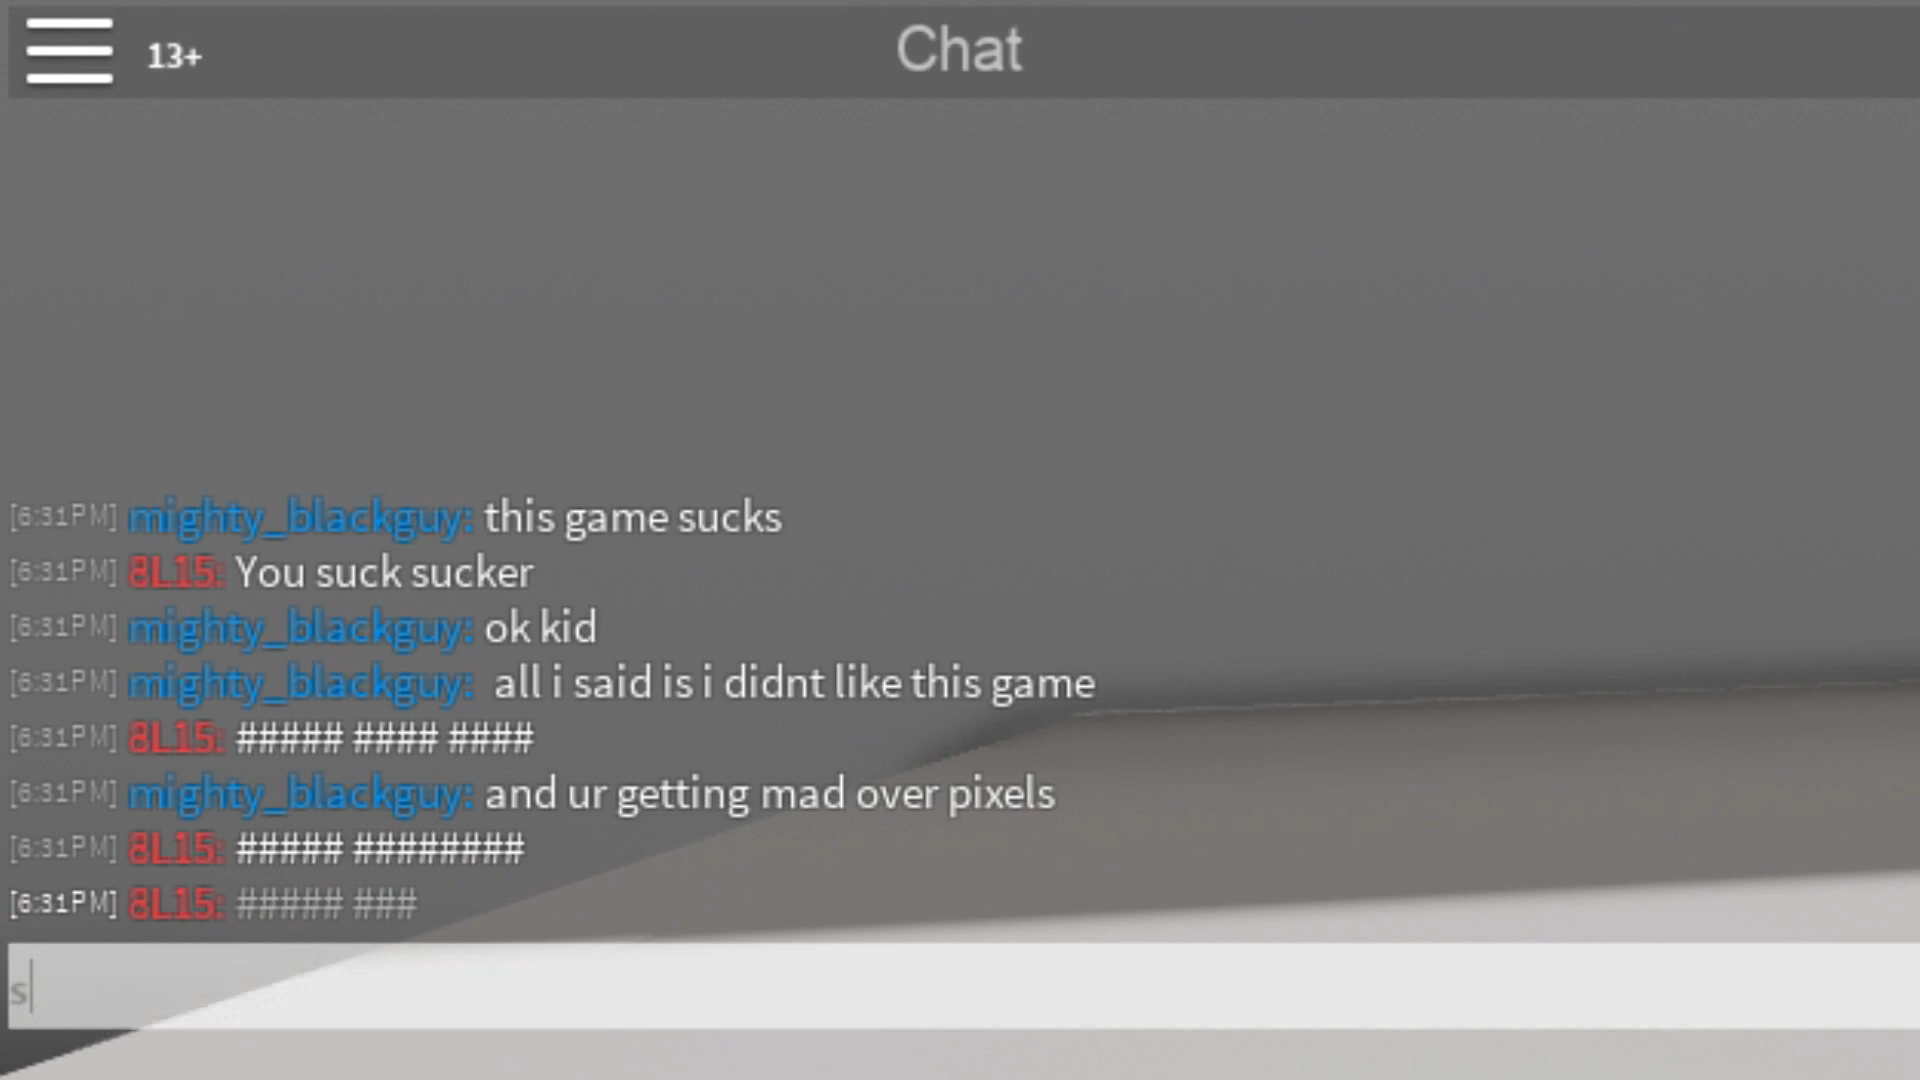 13+
Chat
[6:31PM] mighty_blackguy: this game sucks
[6:31PM] 8L15: You suck sucker
[6:31PM] mighty_blackguy: ok kid
[6:31PM] mighty_blackguy: all i said is i didnt like this game
[6:31PM] 8L15: ##### #### ####
[6:31PM] mighty_blackguy: and ur getting mad over pixels
[6:31PM] 8L15: ##### ########
[6:31PM] 8L15: ##### ###
s